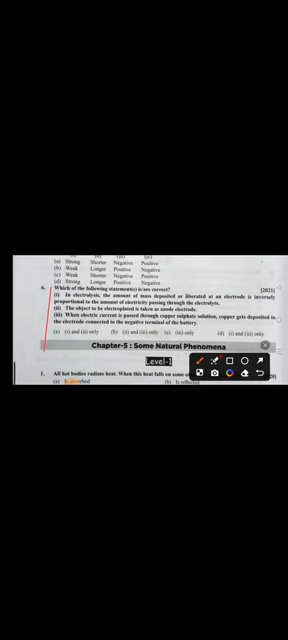 (i) (ii) (iii) (iv)
(a) Strong Shorter Negative Positive
(b) Weak Longer Positive Negative
(c) Weak Shorter Negative Positive
(d) Strong Longer Positive Negative
6. Which of the following statement(s) is/are correct? [2021]
(i) In electrolysis, the amount of mass deposited or liberated at an electrode is inversely
proportional to the amount of electricity passing through the electrolyte.
(ii) The object to be electroplated is taken as anode electrode.
(iii) When electric current is passed through copper sulphate solution, copper gets deposited to
the electrode connected to the negative terminal of the battery.
(a) (i) and (ii) only (b) (ii) and (iii)-only (c) (iii)-only (d) (i) and (iii) only
Chapter-5 : Some Natural Phenomena
Level-1
1. All hot bodies radiate heat. When this heat falls on some
(a) Is absorbed (b) Is reflected